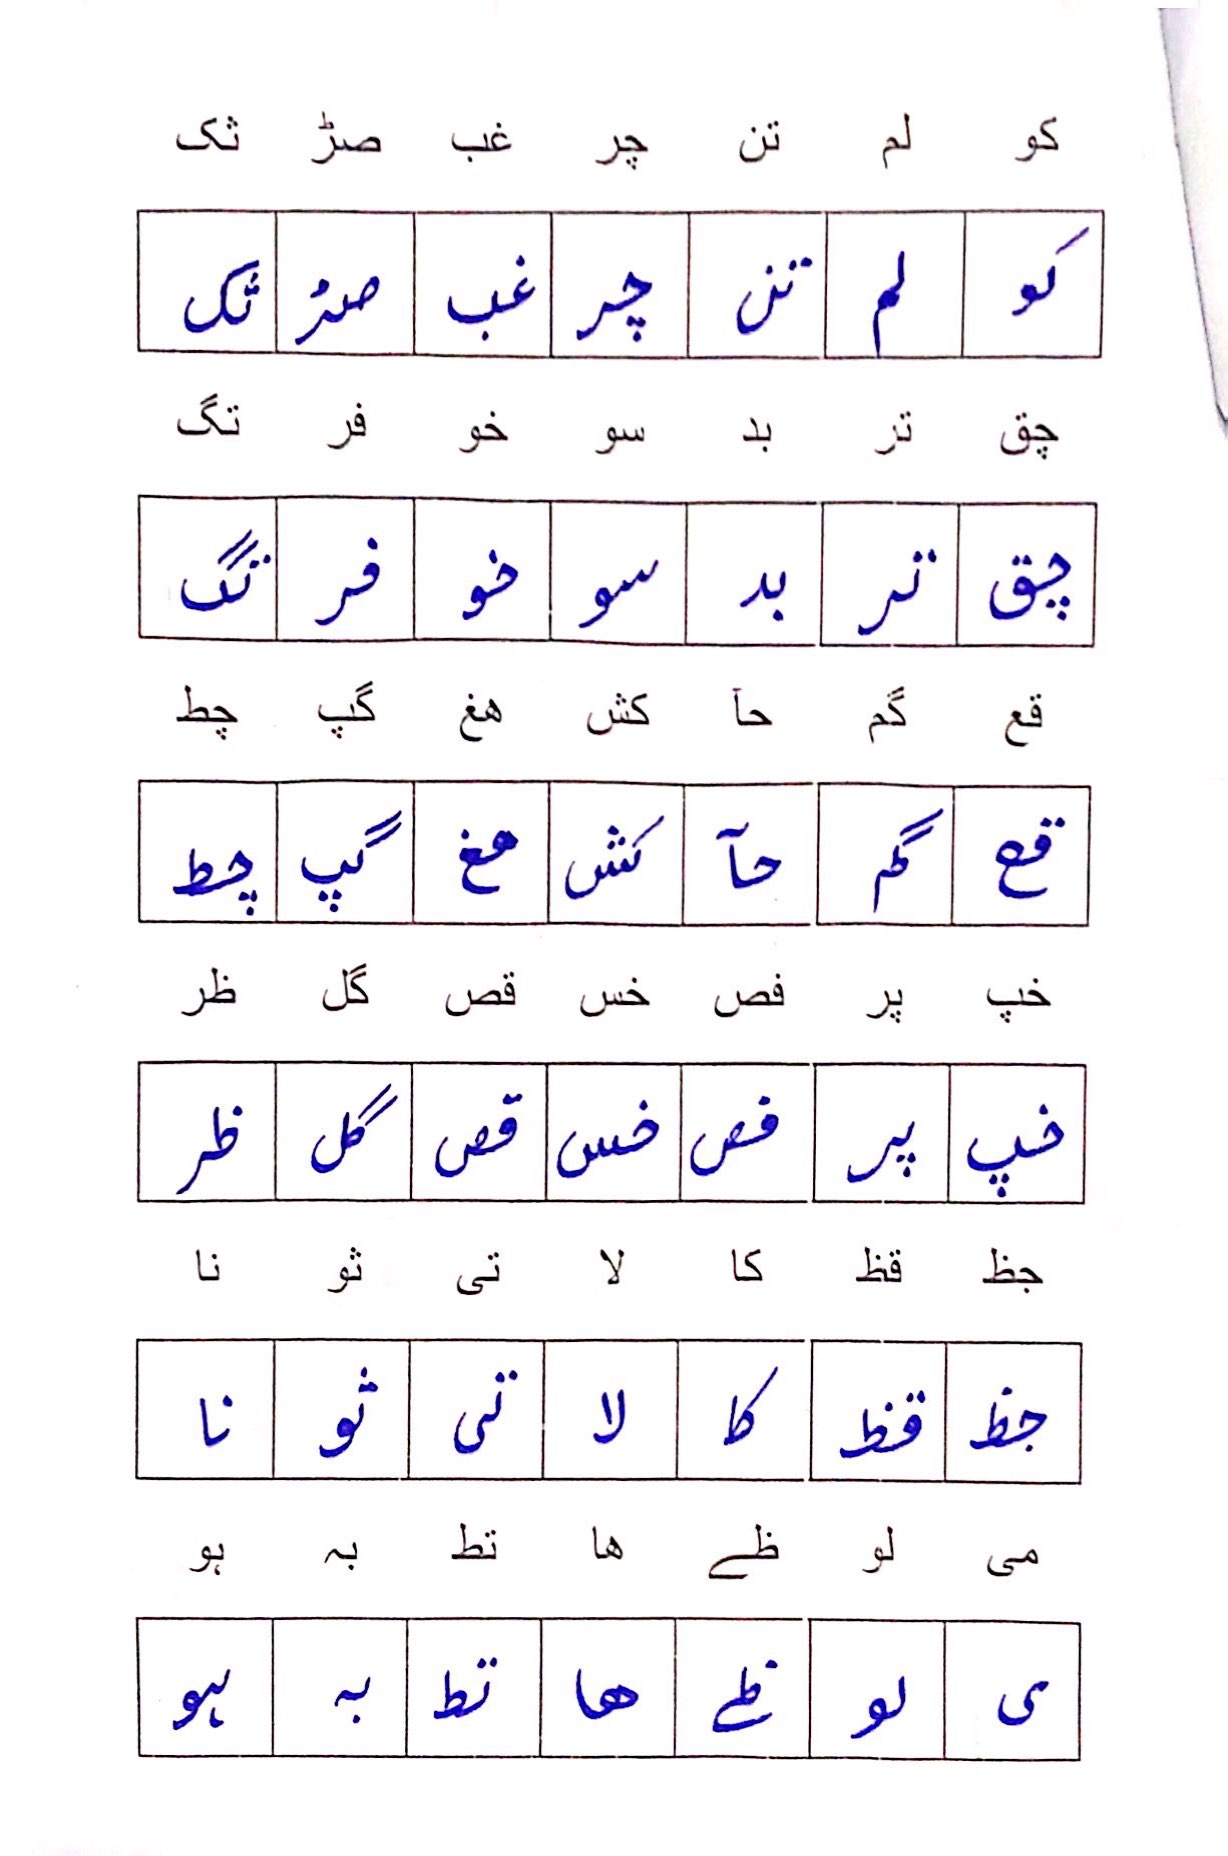 کو لم تن چر غب صڑ ثک
کو لم تن چر غب صڑ ثک
چق تر بد سو خو فر تگ
چق تر بد سو خو فر تگ
قع گم حآ کش ھغ گپ چط
قع گم حآ کش ھغ گپ چط
خپ پر فص خس قص گل ظر
خپ پر فص خس قص گل ظر
جظ قظ کا لا تی ثو نا
جظ قظ کا لا تی ثو نا
می لو ظے ھا تط بہ ہو
می لو ظے ھا تط بہ ہو